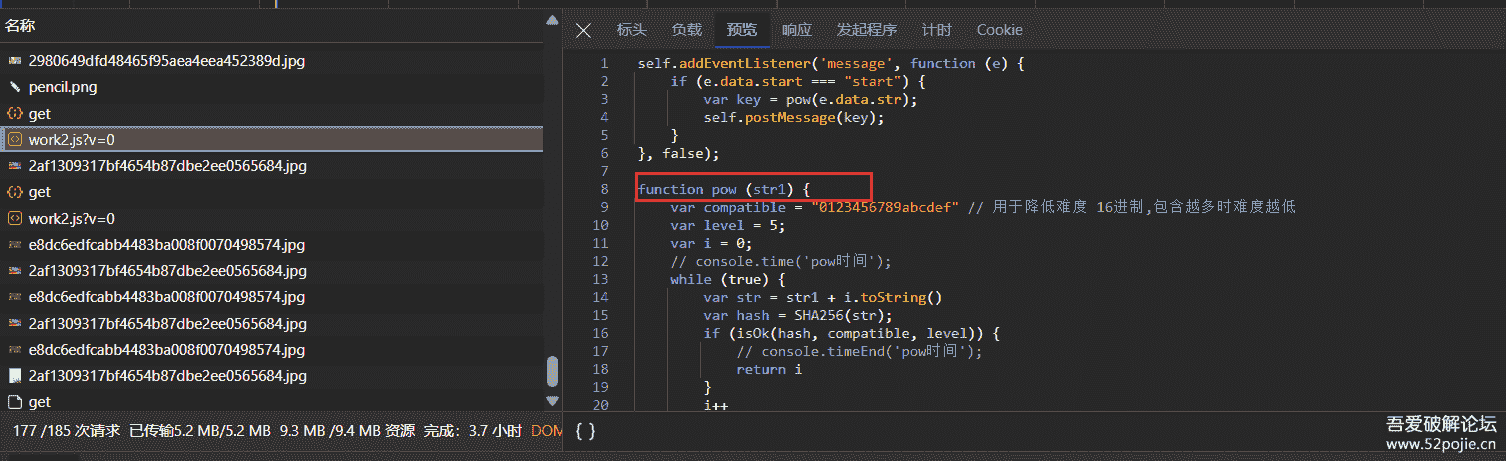 名称
2980649dfd48465f95aea4eea452389d.jpg
pencil.png
get
work2.js?v=0
2af1309317bf4654b87dbe2ee0565684.jpg
get
work2.js?v=0
e8dc6edfcabb4483ba008f0070498574.jpg
2af1309317bf4654b87dbe2ee0565684.jpg
e8dc6edfcabb4483ba008f0070498574.jpg
2af1309317bf4654b87dbe2ee0565684.jpg
e8dc6edfcabb4483ba008f0070498574.jpg
2af1309317bf4654b87dbe2ee0565684.jpg
get
177 /185 次请求 已传输5.2 MB/5.2 MB 9.3 MB /9.4 MB 资源 完成：3.7 小时 DOM
标头 负载 预览 响应 发起程序 计时 Cookie
1 self.addEventListener('message', function (e) {
2 if (e.data.start === "start") {
3 var key = pow(e.data.str);
4 self.postMessage(key);
5 }
6 }, false);
7
8 function pow (str1) {
9 var compatible = "0123456789abcdef" // 用于降低难度 16进制,包含越多时难度越低
10 var level = 5;
11 var i = 0;
12 // console.time('pow时间');
13 while (true) {
14 var str = str1 + i.toString()
15 var hash = SHA256(str);
16 if (isOk(hash, compatible, level)) {
17 // console.timeEnd('pow时间');
18 return i
19 }
20 i++
{ }
吾爱破解论坛
www.52pojie.cn